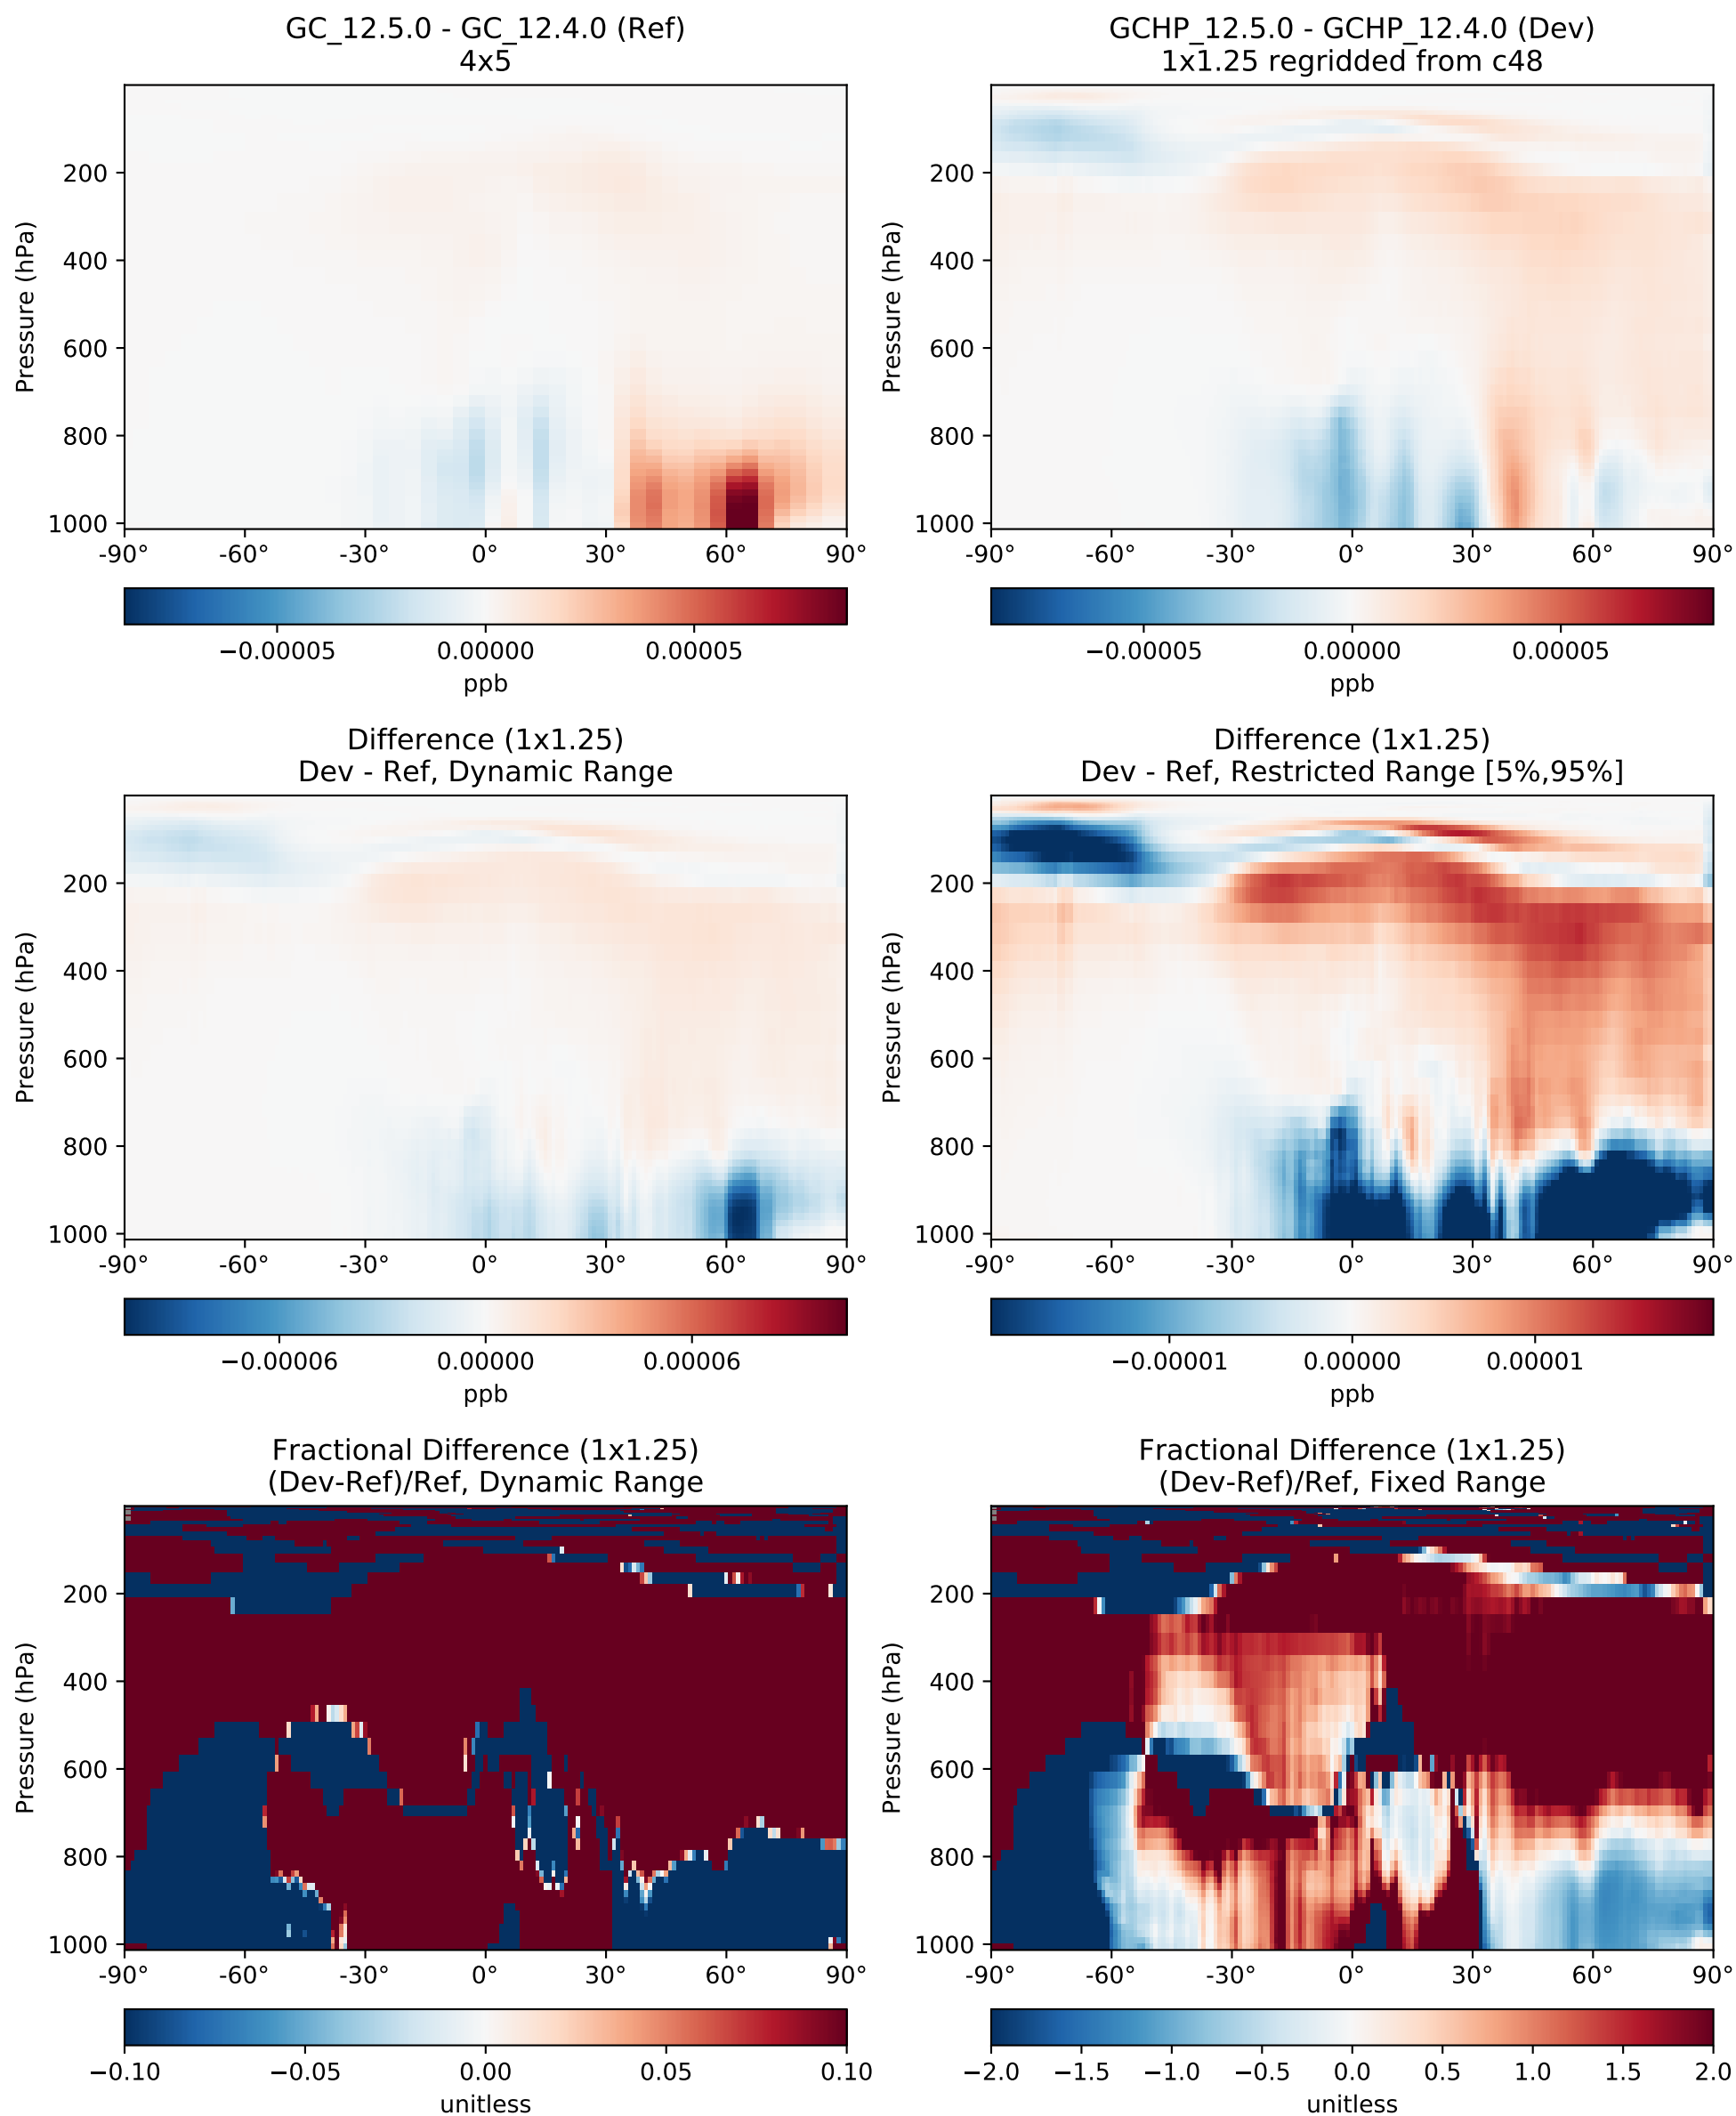 GC_12.5.0 - GC_12.4.0 (Ref)
4x5
GCHP_12.5.0 - GCHP_12.4.0 (Dev)
1x1.25 regridded from c48
Pressure (hPa)
200
400
600
800
1000
-90° -60° -30° 0° 30° 60° 90°
−0.00005 0.00000 0.00005
ppb
Pressure (hPa)
200
400
600
800
1000
-90° -60° -30° 0° 30° 60° 90°
−0.00005 0.00000 0.00005
ppb
Difference (1x1.25)
Dev - Ref, Dynamic Range
Difference (1x1.25)
Dev - Ref, Restricted Range [5%,95%]
Pressure (hPa)
200
400
600
800
1000
-90° -60° -30° 0° 30° 60° 90°
−0.00006 0.00000 0.00006
ppb
Pressure (hPa)
200
400
600
800
1000
-90° -60° -30° 0° 30° 60° 90°
−0.00001 0.00000 0.00001
ppb
Fractional Difference (1x1.25)
(Dev-Ref)/Ref, Dynamic Range
Fractional Difference (1x1.25)
(Dev-Ref)/Ref, Fixed Range
Pressure (hPa)
200
400
600
800
1000
-90° -60° -30° 0° 30° 60° 90°
−0.10 −0.05 0.00 0.05 0.10
unitless
Pressure (hPa)
200
400
600
800
1000
-90° -60° -30° 0° 30° 60° 90°
−2.0 −1.5 −1.0 −0.5 0.0 0.5 1.0 1.5 2.0
unitless